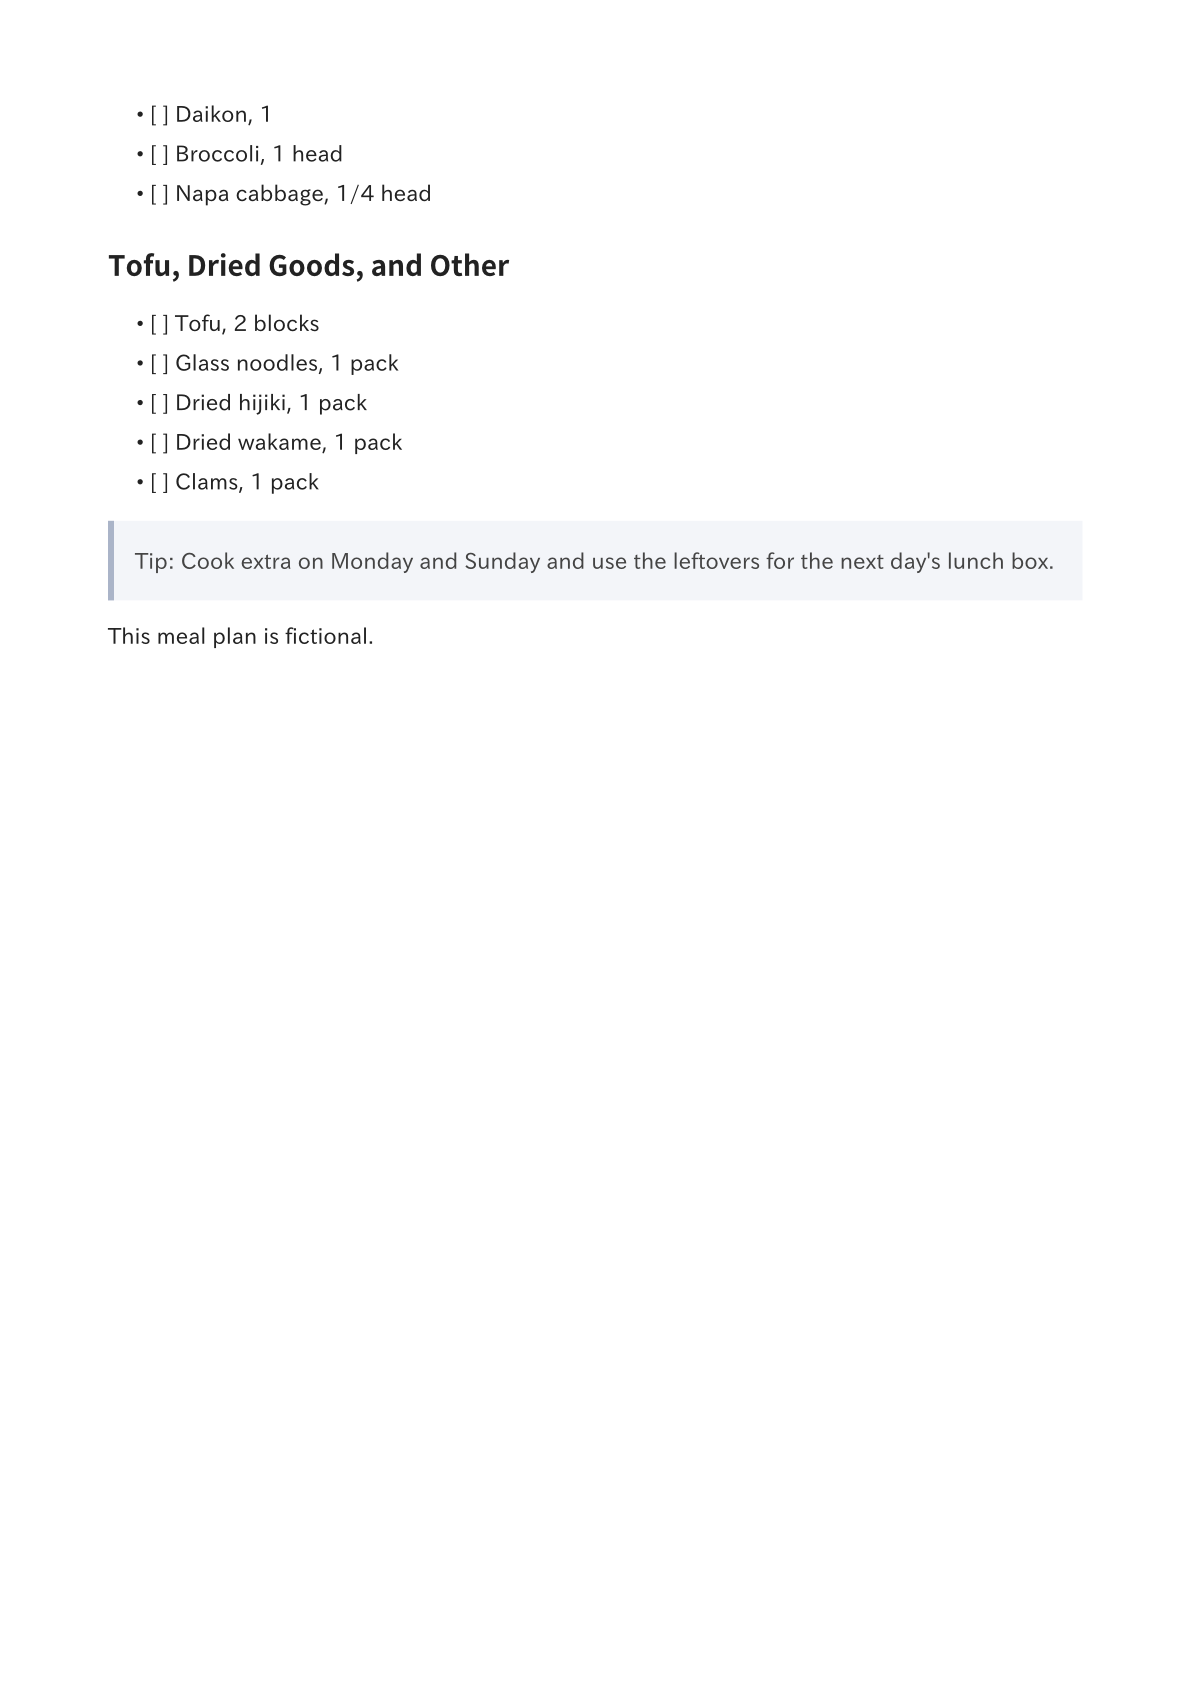 • [ ] Daikon, 1
• [ ] Broccoli, 1 head
• [ ] Napa cabbage, 1/4 head
Tofu, Dried Goods, and Other
• [ ] Tofu, 2 blocks
• [ ] Glass noodles, 1 pack
• [ ] Dried hijiki, 1 pack
• [ ] Dried wakame, 1 pack
• [ ] Clams, 1 pack
Tip: Cook extra on Monday and Sunday and use the leftovers for the next day's lunch box.
This meal plan is fictional.